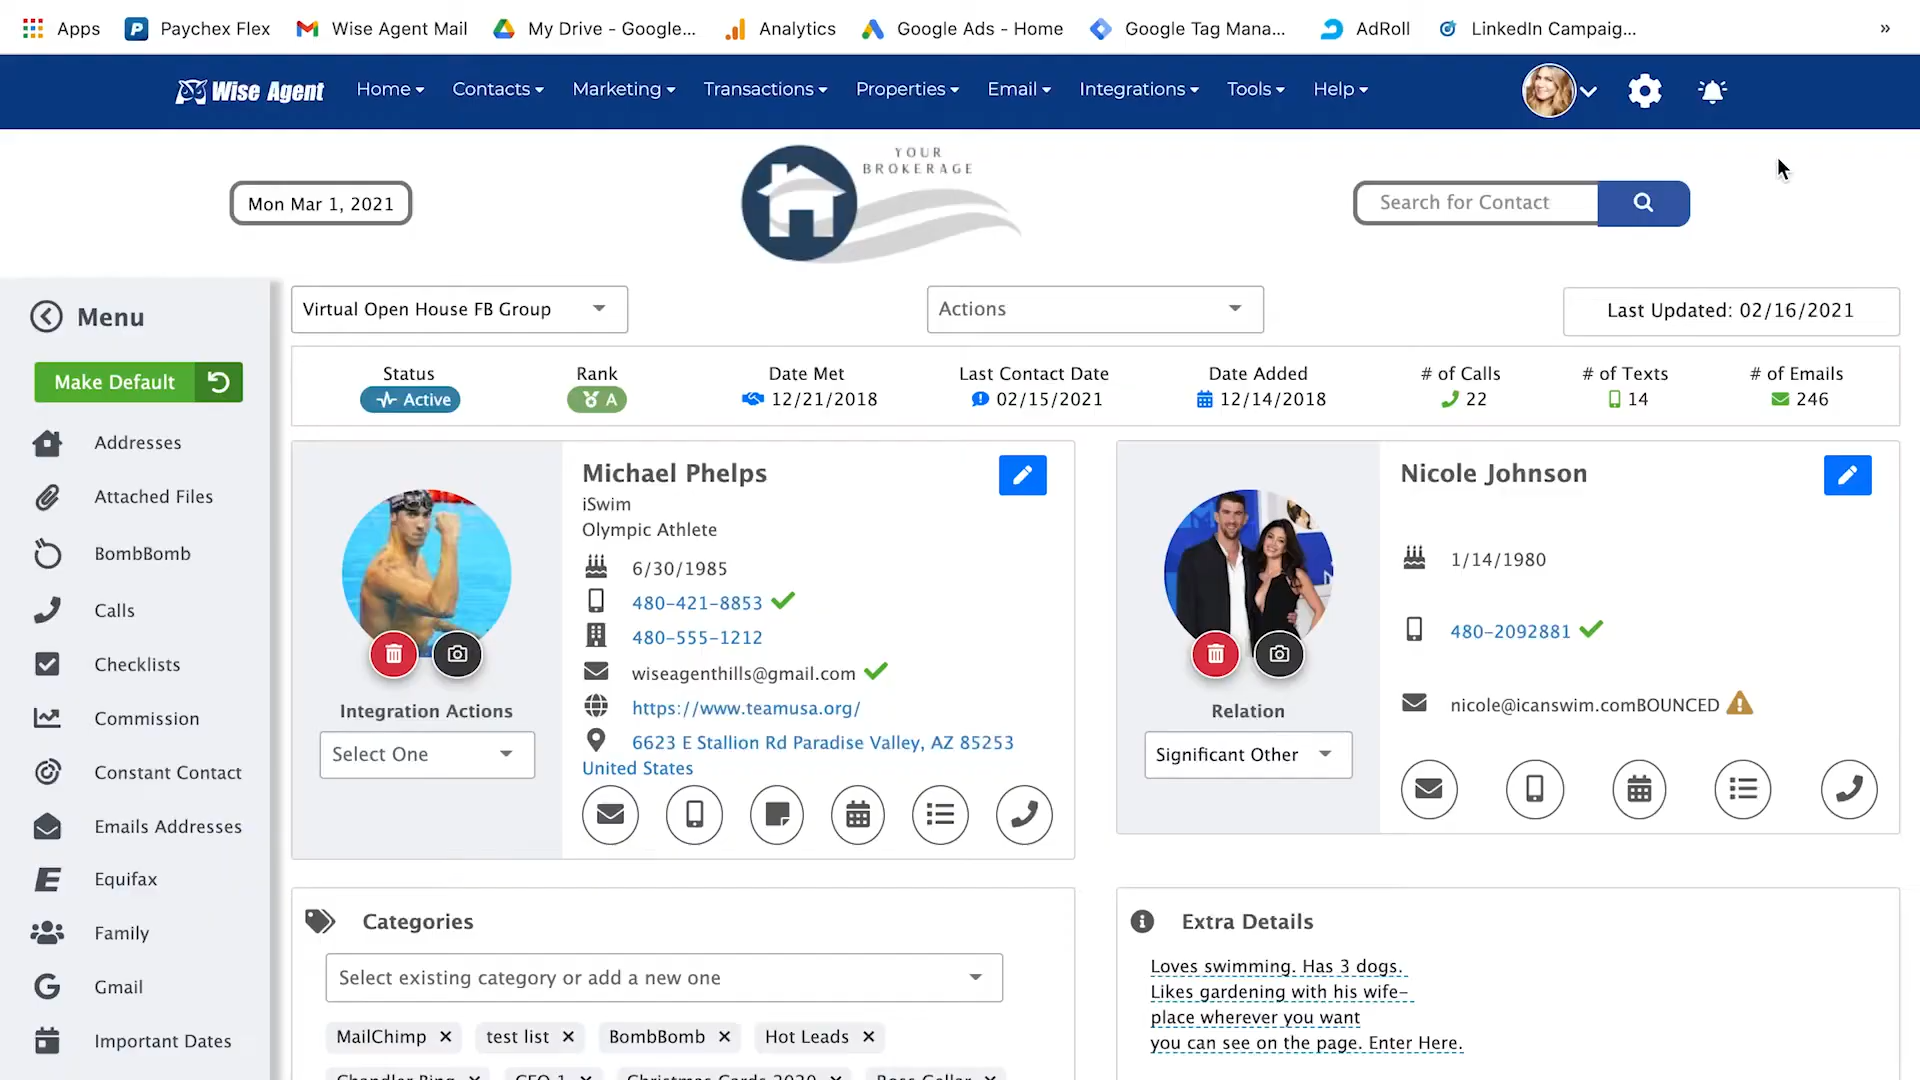 Apps
Paychex Flex
Wise Agent Mail
My Drive - Google...
Analytics
Google Ads - Home
Google Tag Mana...
AdRoll
LinkedIn Campaig...
»
Wise Agent
Home
Contacts
Marketing
Transactions
Properties
Email
Integrations
Tools
Help
YOUR
BROKERAGE
Mon Mar 1, 2021
Search for Contact
Menu
Make Default
Addresses
Attached Files
BombBomb
Calls
Checklists
Commission
Constant Contact
Emails Addresses
Equifax
Family
Gmail
Important Dates
Virtual Open House FB Group
Actions
Last Updated: 02/16/2021
Status
Active
Rank
A
Date Met
12/21/2018
Last Contact Date
02/15/2021
Date Added
12/14/2018
# of Calls
22
# of Texts
14
# of Emails
246
Michael Phelps
iSwim
Olympic Athlete
6/30/1985
480-421-8853
480-555-1212
wiseagenthills@gmail.com
https://www.teamusa.org/
6623 E Stallion Rd Paradise Valley, AZ 85253
United States
Integration Actions
Select One
Nicole Johnson
1/14/1980
480-2092881
nicole@icanswim.comBOUNCED
Relation
Significant Other
Categories
Select existing category or add a new one
MailChimp ×
test list ×
BombBomb ×
Hot Leads ×
Chandler Bing ×
CFO 1 ×
Christmas Cards 2020 ×
Extra Details
Loves swimming. Has 3 dogs.
Likes gardening with his wife-
place wherever you want
you can see on the page. Enter Here.